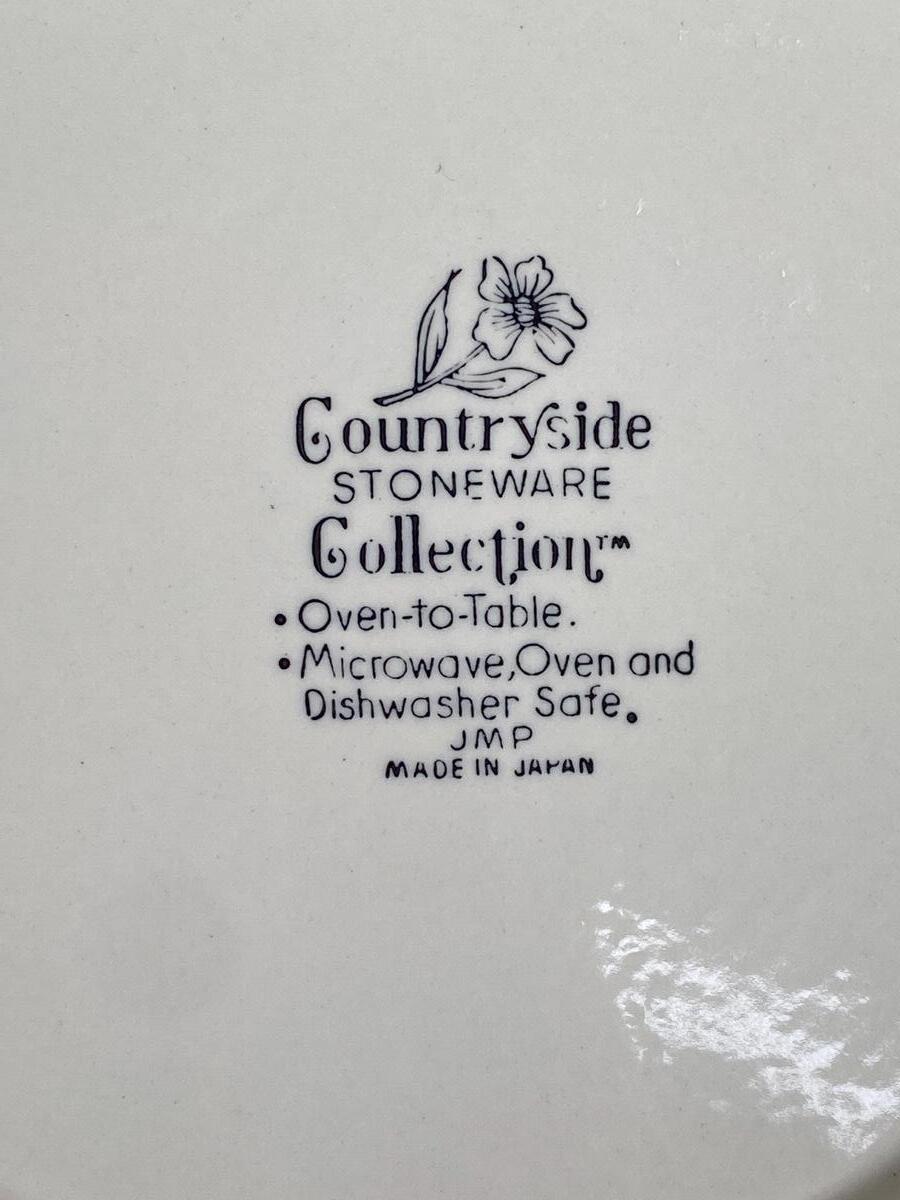 Countryside
STONEWARE
Collection™
• Oven-to-Table.
• Microwave, Oven and
Dishwasher Safe.
JMP
MADE IN JAPAN